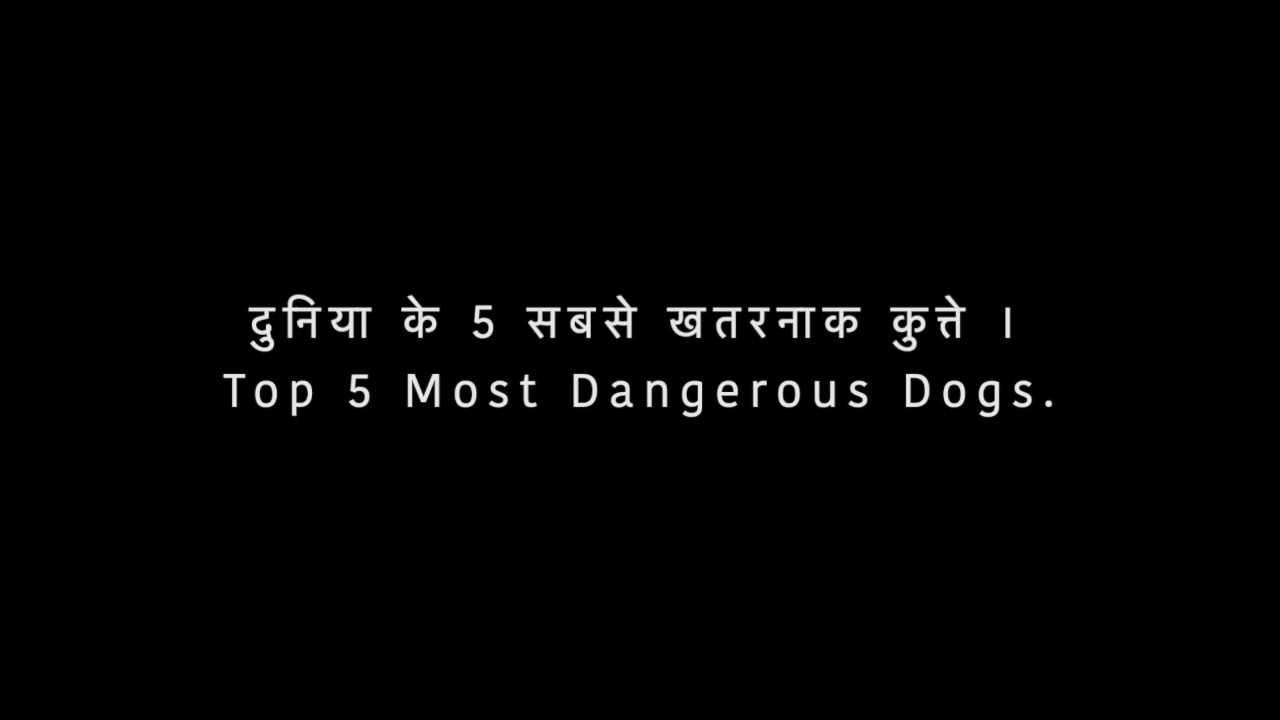 दुनिया के 5 सबसे खतरनाक कुत्ते ।
Top 5 Most Dangerous Dogs.